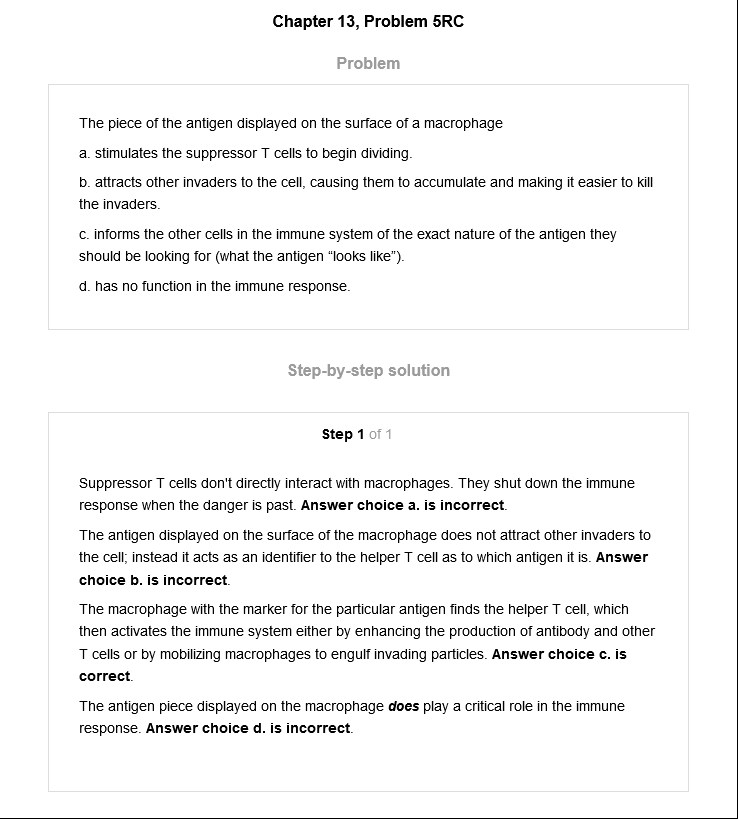 Chapter 13, Problem 5RC
Problem
The piece of the antigen displayed on the surface of a macrophage
a. stimulates the suppressor T cells to begin dividing.
b. attracts other invaders to the cell, causing them to accumulate and making it easier to kill
the invaders.
c. informs the other cells in the immune system of the exact nature of the antigen they
should be looking for (what the antigen “looks like”).
d. has no function in the immune response.
Step-by-step solution
Step 1 of 1
Suppressor T cells don't directly interact with macrophages. They shut down the immune
response when the danger is past. Answer choice a. is incorrect.
The antigen displayed on the surface of the macrophage does not attract other invaders to
the cell; instead it acts as an identifier to the helper T cell as to which antigen it is. Answer
choice b. is incorrect.
The macrophage with the marker for the particular antigen finds the helper T cell, which
then activates the immune system either by enhancing the production of antibody and other
T cells or by mobilizing macrophages to engulf invading particles. Answer choice c. is
correct.
The antigen piece displayed on the macrophage does play a critical role in the immune
response. Answer choice d. is incorrect.